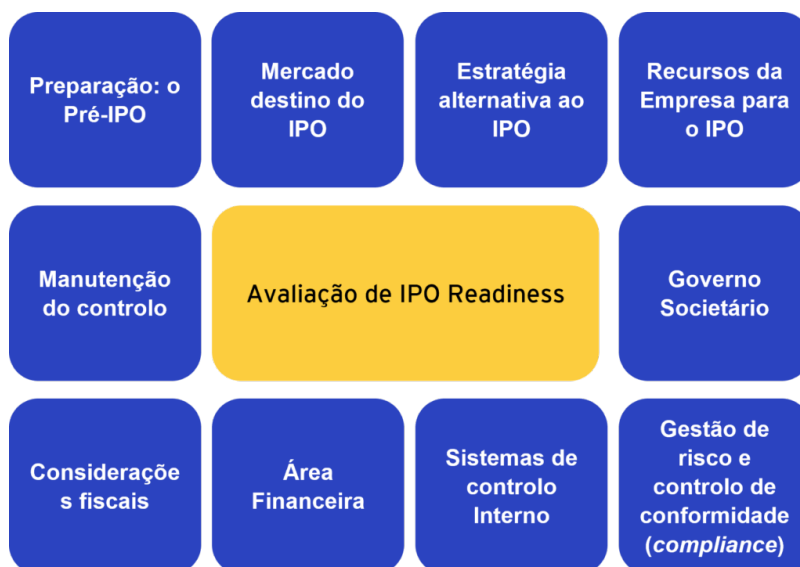 Preparação: o
Pré-IPO
Mercado
destino do
IPO
Estratégia
alternativa ao
IPO
Recursos da
Empresa para
o IPO
Manutenção
do controlo
Avaliação de IPO Readiness
Governo
Societário
Consideraçõe
s fiscais
Área
Financeira
Sistemas de
controlo
Interno
Gestão de
risco e
controlo de
conformidade
(compliance)